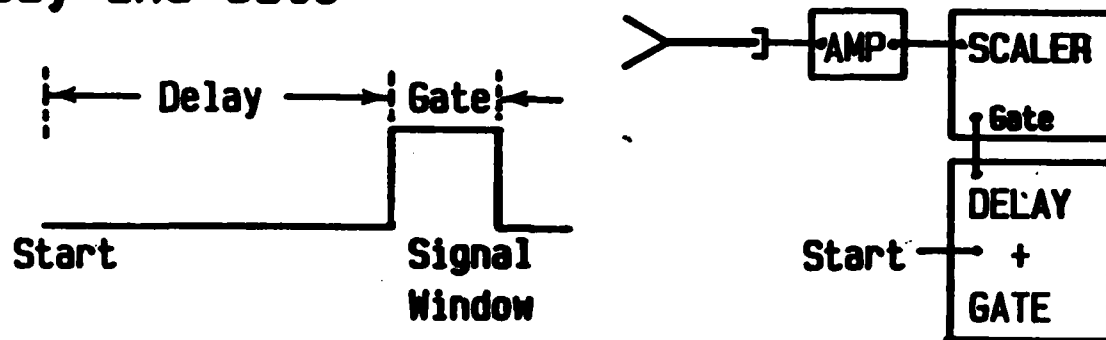 Delay
Gate
Start
Signal
Window
AMP
SCALER
Gate
DELAY
Start
+
GATE